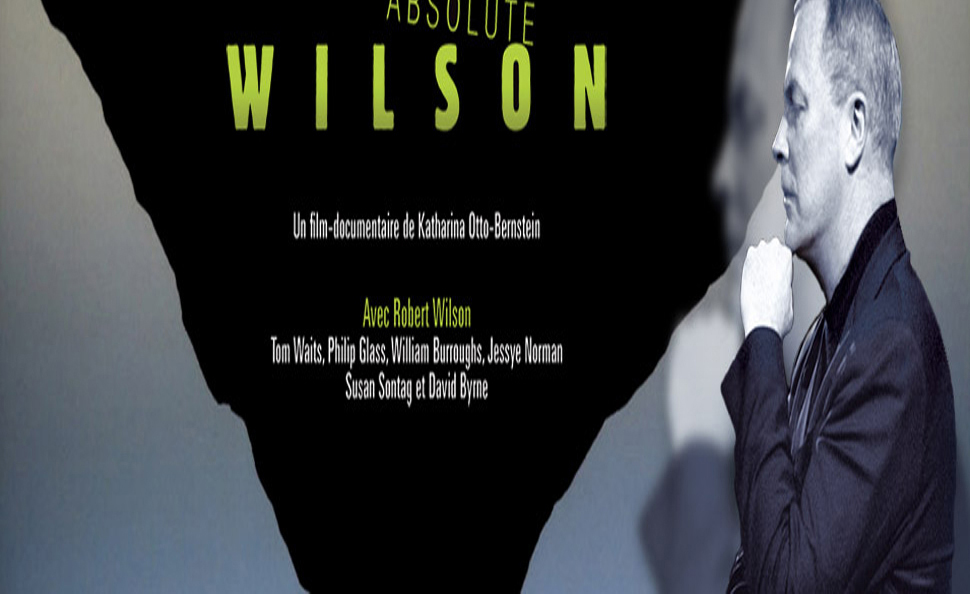 ABSOLUTE
WILSON
Un film-documentaire de Katharina Otto-Bernstein
Avec Robert Wilson
Tom Waits, Philip Glass, William Burroughs, Jessye Norman
Susan Sontag et David Byrne